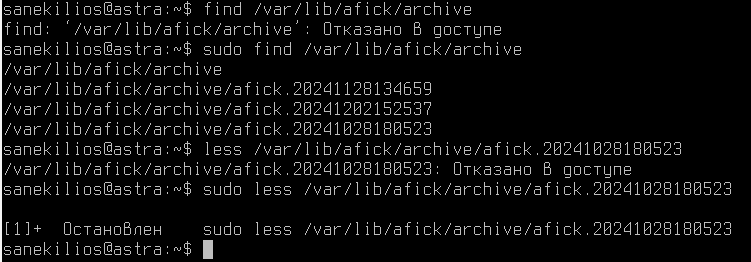 sanekilios@astra:~$ find /var/lib/afick/archive
find: ‘/var/lib/afick/archive’: Отказано в доступе
sanekilios@astra:~$ sudo find /var/lib/afick/archive
/var/lib/afick/archive
/var/lib/afick/archive/afick.20241128134659
/var/lib/afick/archive/afick.20241202152537
/var/lib/afick/archive/afick.20241028180523
sanekilios@astra:~$ less /var/lib/afick/archive/afick.20241028180523
/var/lib/afick/archive/afick.20241028180523: Отказано в доступе
sanekilios@astra:~$ sudo less /var/lib/afick/archive/afick.20241028180523
[1]+  Остановлен    sudo less /var/lib/afick/archive/afick.20241028180523
sanekilios@astra:~$